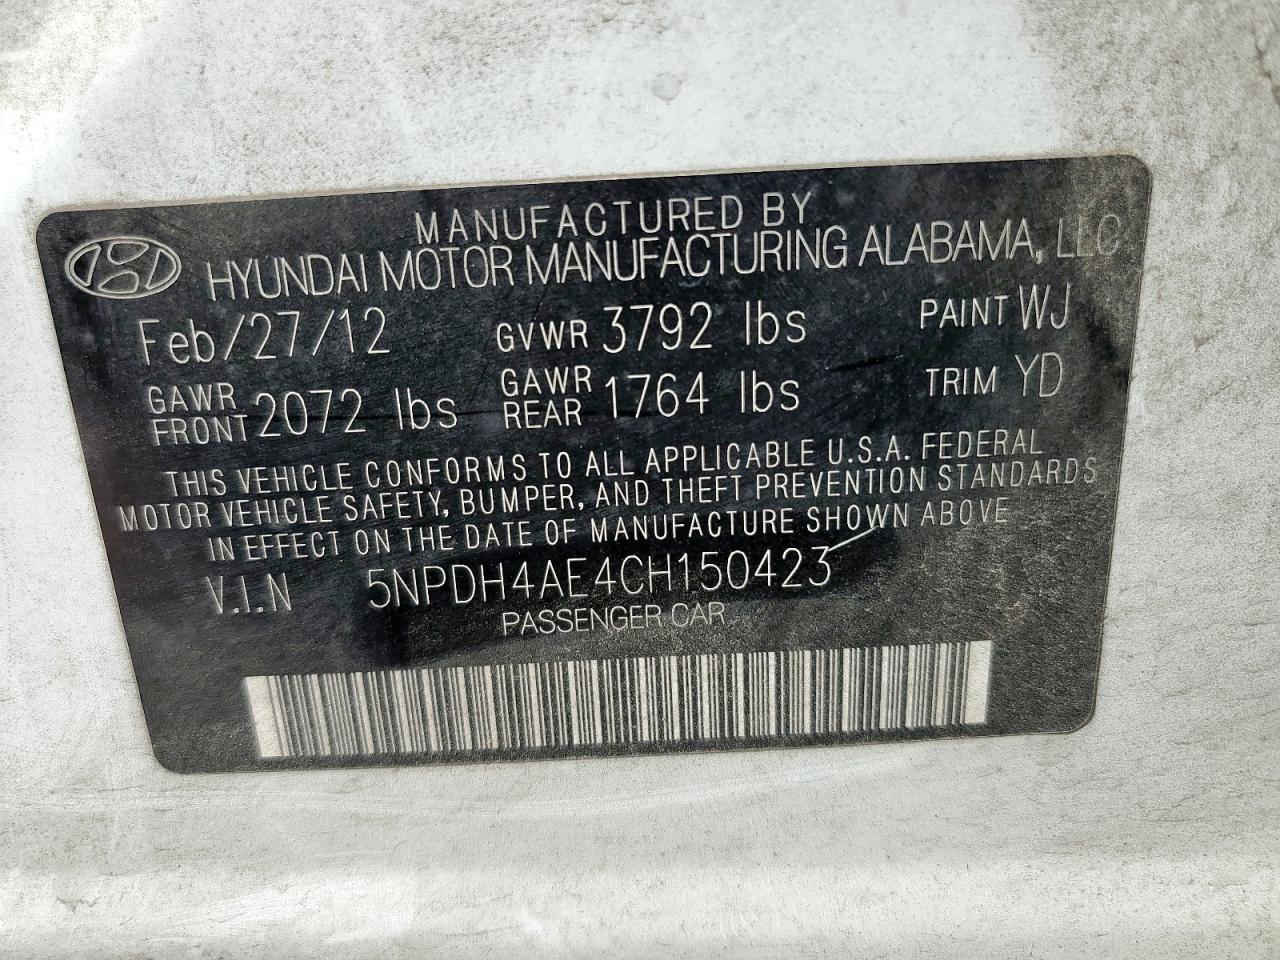 MANUFACTURED BY
HYUNDAI MOTOR MANUFACTURING ALABAMA, LLC
Feb/27/12 GVWR 3792 lbs PAINT WJ
GAWR FRONT 2072 lbs GAWR REAR 1764 lbs TRIM YD
THIS VEHICLE CONFORMS TO ALL APPLICABLE U.S.A. FEDERAL
MOTOR VEHICLE SAFETY, BUMPER, AND THEFT PREVENTION STANDARDS
IN EFFECT ON THE DATE OF MANUFACTURE SHOWN ABOVE
V.I.N 5NPDH4AE4CH150423
PASSENGER CAR